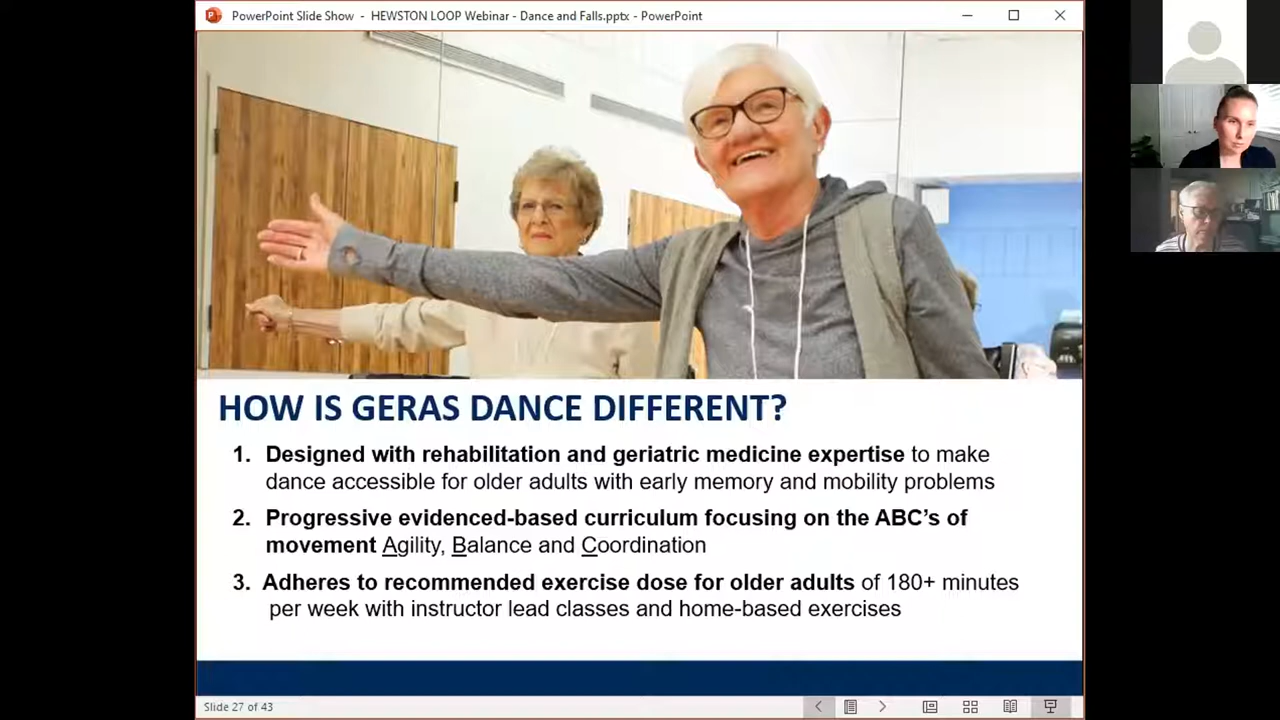 PowerPoint Slide Show - HEWSTON LOOP Webinar - Dance and Falls.pptx - PowerPoint
HOW IS GERAS DANCE DIFFERENT?
1. Designed with rehabilitation and geriatric medicine expertise to make
dance accessible for older adults with early memory and mobility problems
2. Progressive evidenced-based curriculum focusing on the ABC’s of
movement Agility, Balance and Coordination
3. Adheres to recommended exercise dose for older adults of 180+ minutes
per week with instructor lead classes and home-based exercises
Slide 27 of 43